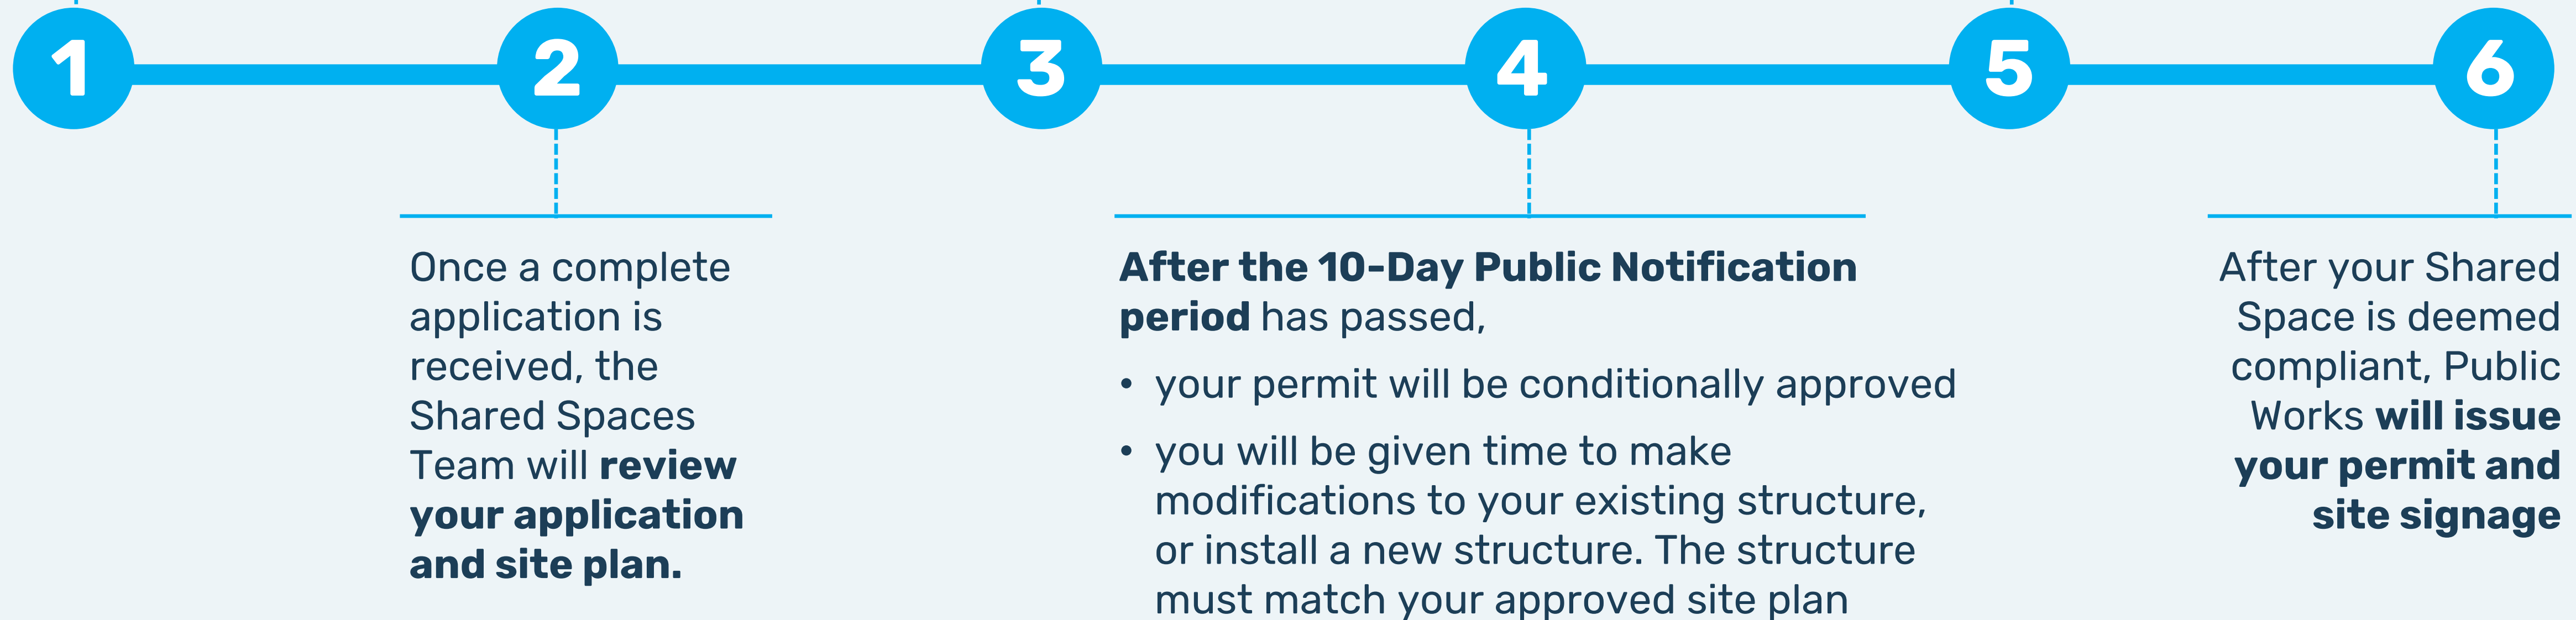 1 2 3 4 5 6
Once a complete
application is
received, the
Shared Spaces
Team will review
your application
and site plan.
After the 10-Day Public Notification
period has passed,
• your permit will be conditionally approved
• you will be given time to make
modifications to your existing structure,
or install a new structure. The structure
must match your approved site plan
After your Shared
Space is deemed
compliant, Public
Works will issue
your permit and
site signage